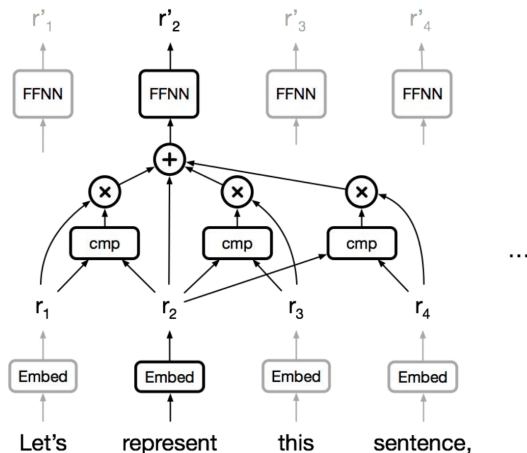 r'₁ r'₂ r'₃ r'₄
FFNN FFNN FFNN FFNN
+
× × ×
cmp cmp cmp
...
r₁ r₂ r₃ r₄
Embed Embed Embed Embed
Let's represent this sentence,